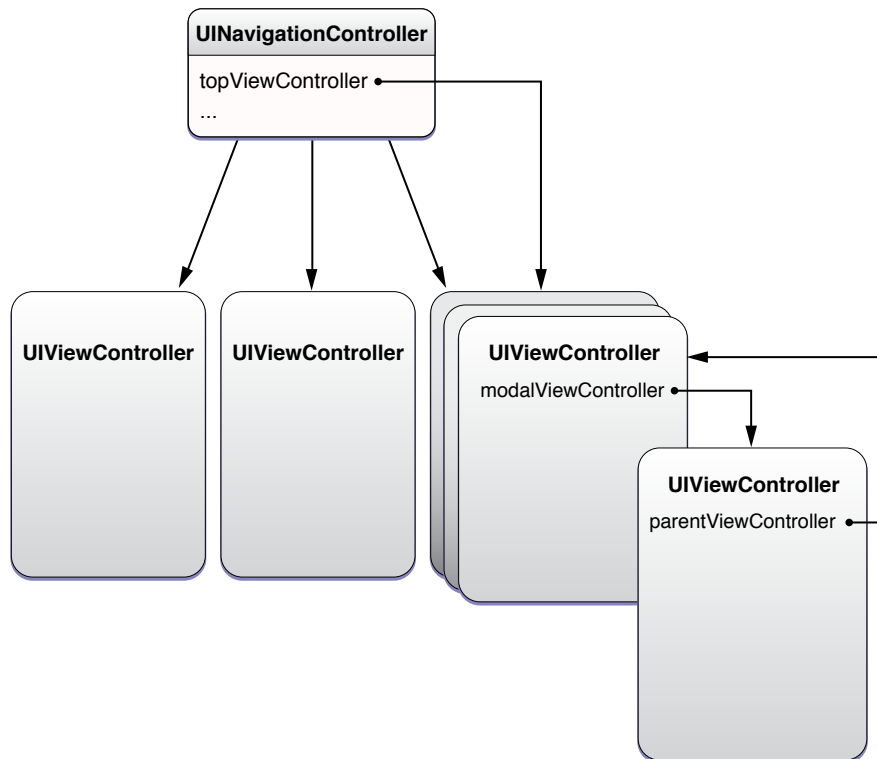 UINavigationController
topViewController
...
UIViewController
UIViewController
UIViewController
modalViewController
UIViewController
parentViewController